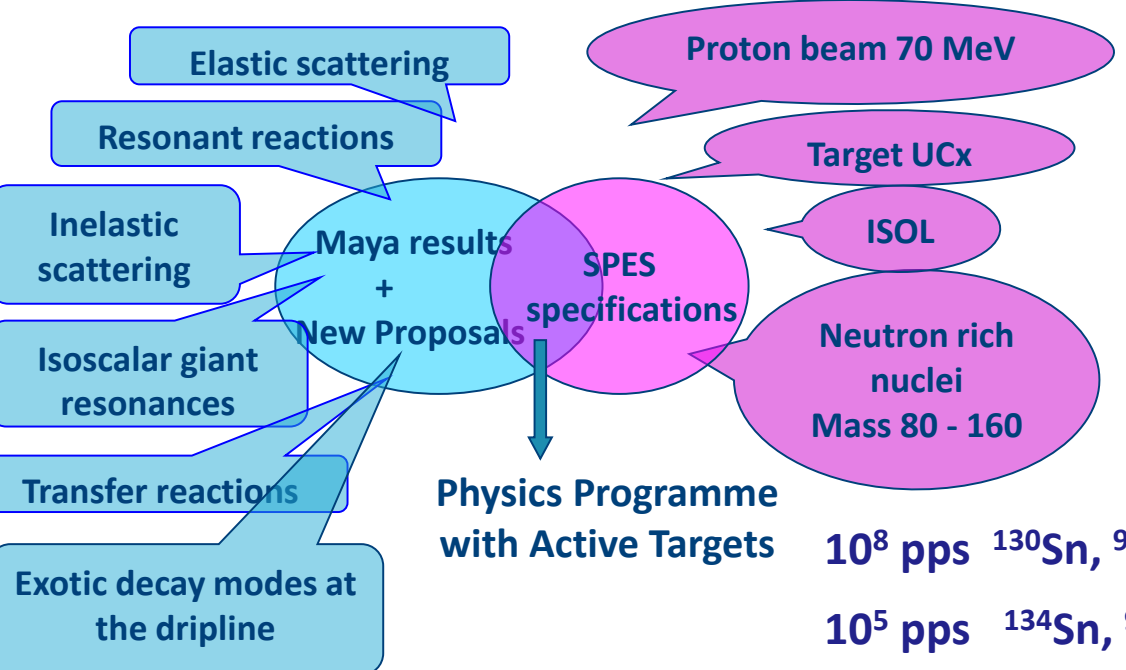 Elastic scattering
Resonant reactions
Inelastic
scattering
Isoscalar giant
resonances
Transfer reactions
Exotic decay modes at
the dripline
Maya results
+
New Proposals
SPES
specifications
Proton beam 70 MeV
Target UCx
ISOL
Neutron rich
nuclei
Mass 80 - 160
Physics Programme
with Active Targets
10⁸ pps ¹³⁰Sn, ⁹
10⁵ pps ¹³⁴Sn, ⁹